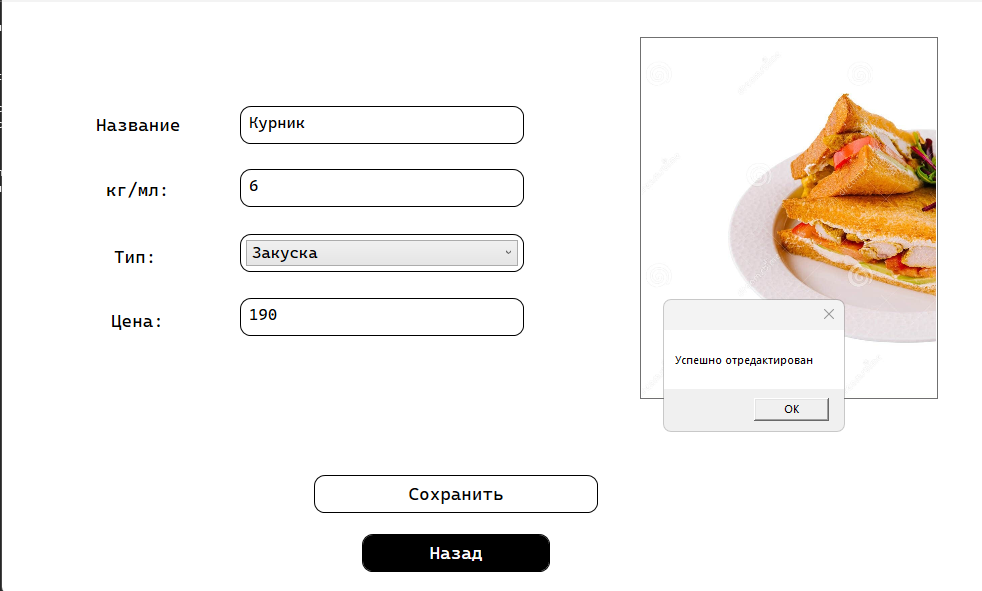 Название
Курник
кг/мл:
6
Тип:
Закуска
Цена:
190
Успешно отредактирован
OK
Сохранить
Назад